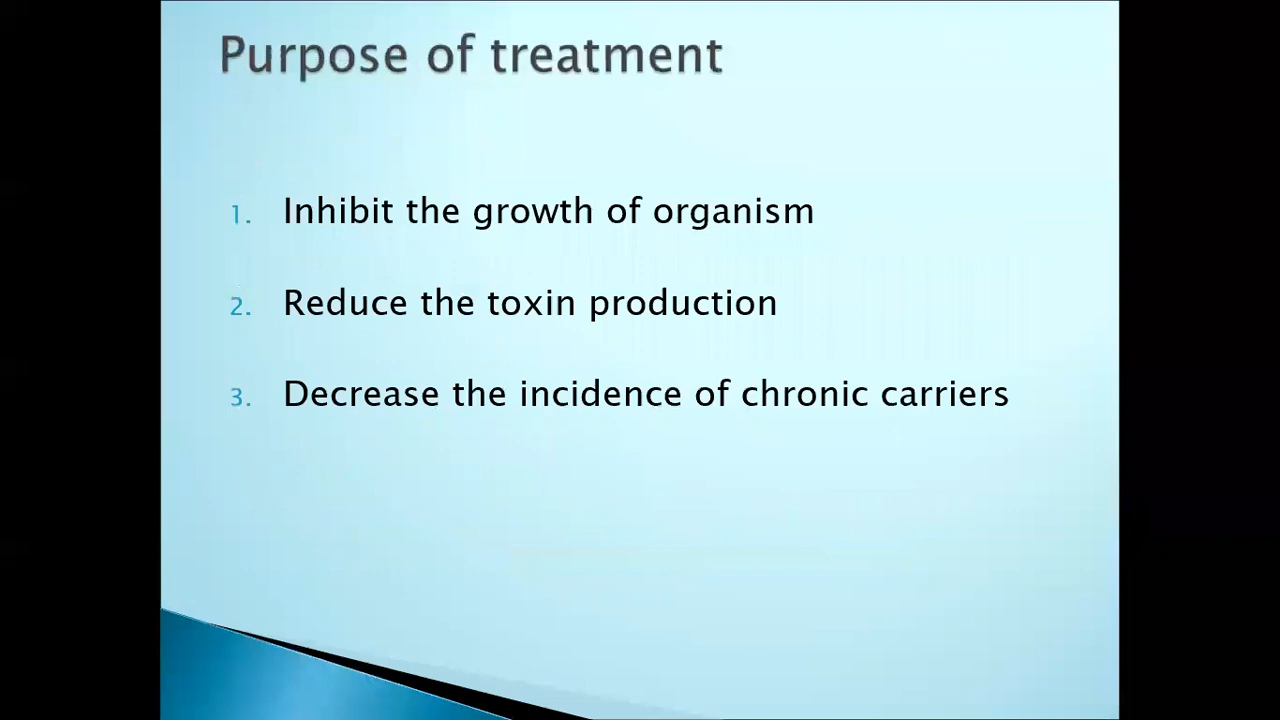 Purpose of treatment
1. Inhibit the growth of organism
2. Reduce the toxin production
3. Decrease the incidence of chronic carriers